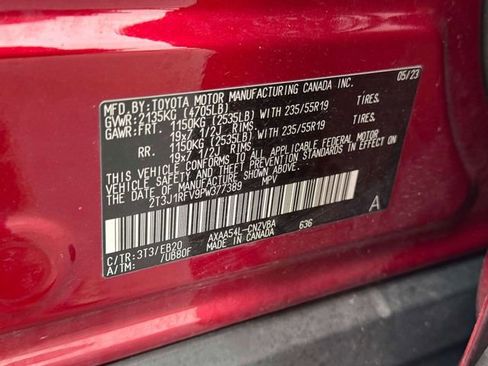 MFD.BY: TOYOTA MOTOR MANUFACTURING CANADA INC. 05/23
GVWR: 2135KG (4705LB)
GAWR: FRT. 1150KG (2535LB) WITH 235/55R19 TIRES,
19x7 1/2J RIMS
RR. 1150KG (2535LB) WITH 235/55R19 TIRES,
19x7 1/2J RIMS
THIS VEHICLE CONFORMS TO ALL APPLICABLE FEDERAL MOTOR
VEHICLE SAFETY AND BUMPER STANDARDS IN EFFECT ON THE
DATE OF MANUFACTURE SHOWN ABOVE.
2T3J1RFV9PW377389 MPV
A
AXAA54L-CNZVBA 636
C/TR: 3T3/EB20 MADE IN CANADA
A/TM: 7UB80F